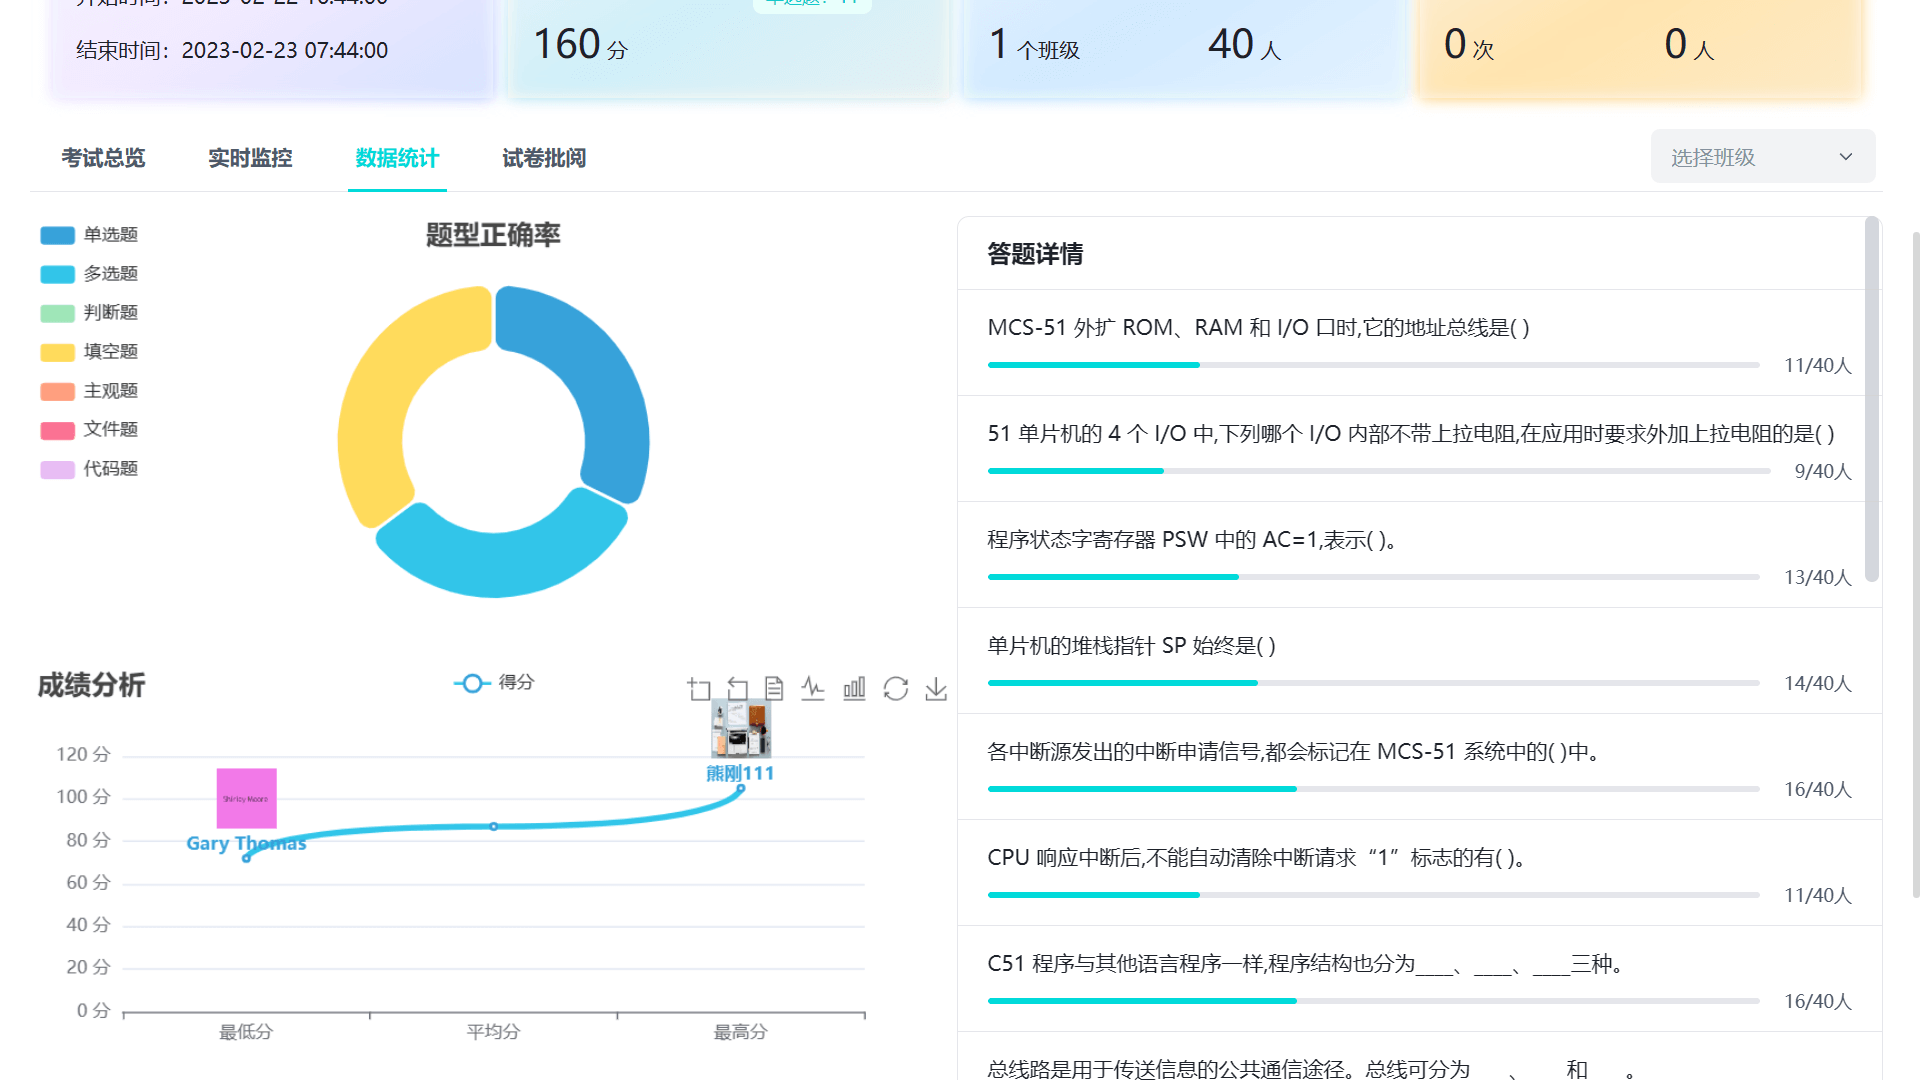 开始时间：2023-02-22 16:44:00
结束时间：2023-02-23 07:44:00
160 分
1 个班级
40 人
0 次
0 人
考试总览
实时监控
数据统计
试卷批阅
选择班级
单选题
多选题
判断题
填空题
主观题
文件题
代码题
题型正确率
成绩分析
得分
120 分
100 分
80 分
60 分
40 分
20 分
0 分
Shirley Moore
Gary Thomas
熊刚111
最低分
平均分
最高分
答题详情
MCS-51 外扩 ROM、RAM 和 I/O 口时,它的地址总线是( )
11/40人
51 单片机的 4 个 I/O 中,下列哪个 I/O 内部不带上拉电阻,在应用时要求外加上拉电阻的是( )
9/40人
程序状态字寄存器 PSW 中的 AC=1,表示( )。
13/40人
单片机的堆栈指针 SP 始终是( )
14/40人
各中断源发出的中断申请信号,都会标记在 MCS-51 系统中的( )中。
16/40人
CPU 响应中断后,不能自动清除中断请求“1”标志的有( )。
11/40人
C51 程序与其他语言程序一样,程序结构也分为____、____、____三种。
16/40人
总线路是用于传送信息的公共通信途径。总线可分为____、____和____。